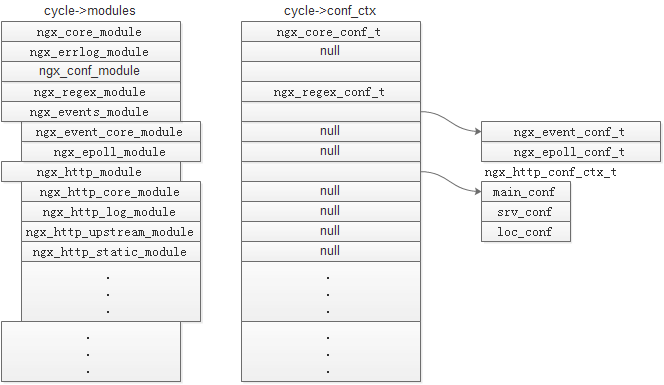 cycle->modules
ngx_core_module
ngx_errlog_module
ngx_conf_module
ngx_regex_module
ngx_events_module
ngx_event_core_module
ngx_epoll_module
ngx_http_module
ngx_http_core_module
ngx_http_log_module
ngx_http_upstream_module
ngx_http_static_module
.
.
.
.
.
.
cycle->conf_ctx
ngx_core_conf_t
null
ngx_regex_conf_t
null
null
null
null
null
null
.
.
.
.
.
.
ngx_event_conf_t
ngx_epoll_conf_t
ngx_http_conf_ctx_t
main_conf
srv_conf
loc_conf